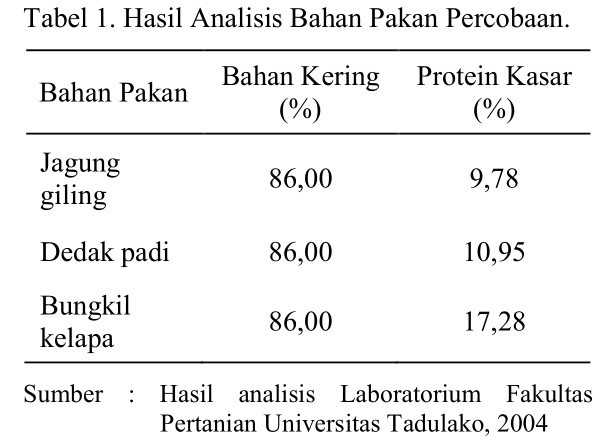 Tabel 1. Hasil Analisis Bahan Pakan Percobaan.
Bahan Pakan Bahan Kering (%) Protein Kasar (%)
Jagung giling 86,00 9,78
Dedak padi 86,00 10,95
Bungkil kelapa 86,00 17,28
Sumber : Hasil analisis Laboratorium Fakultas
Pertanian Universitas Tadulako, 2004